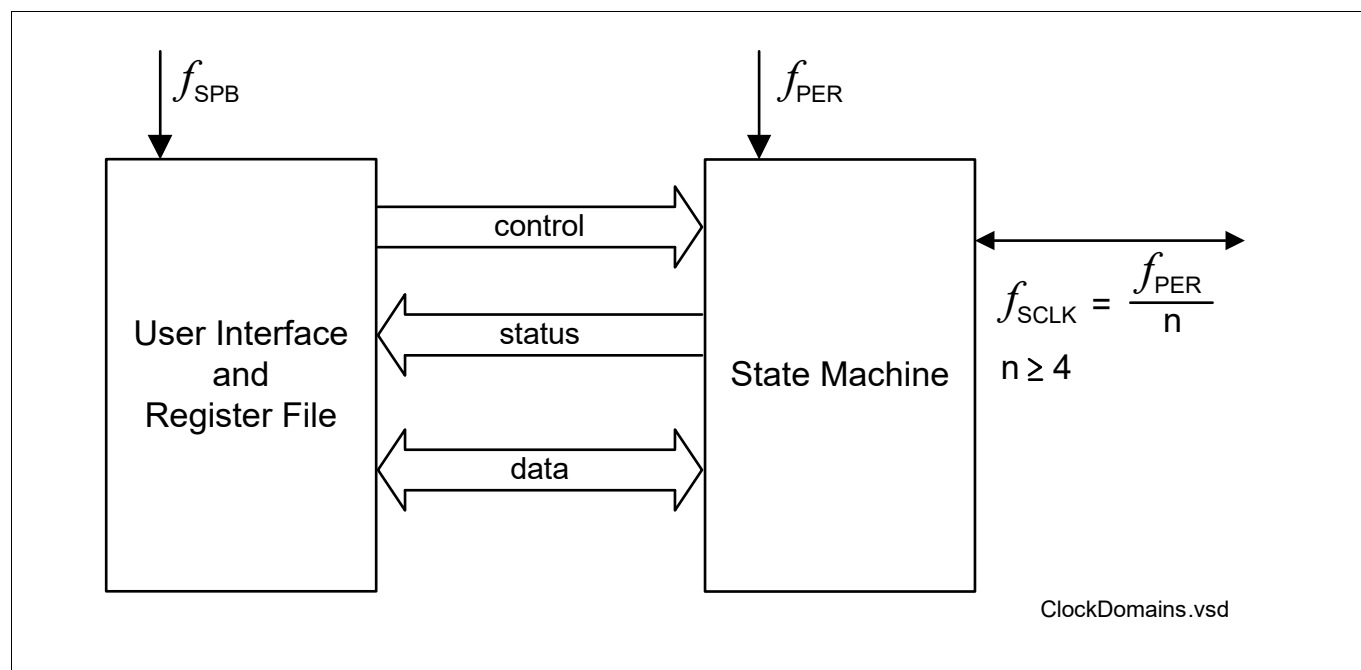 fSPB
fPER
control
status
data
User Interface
and
Register File
State Machine
fSCLK = fPER / n
n ≥ 4
ClockDomains.vsd